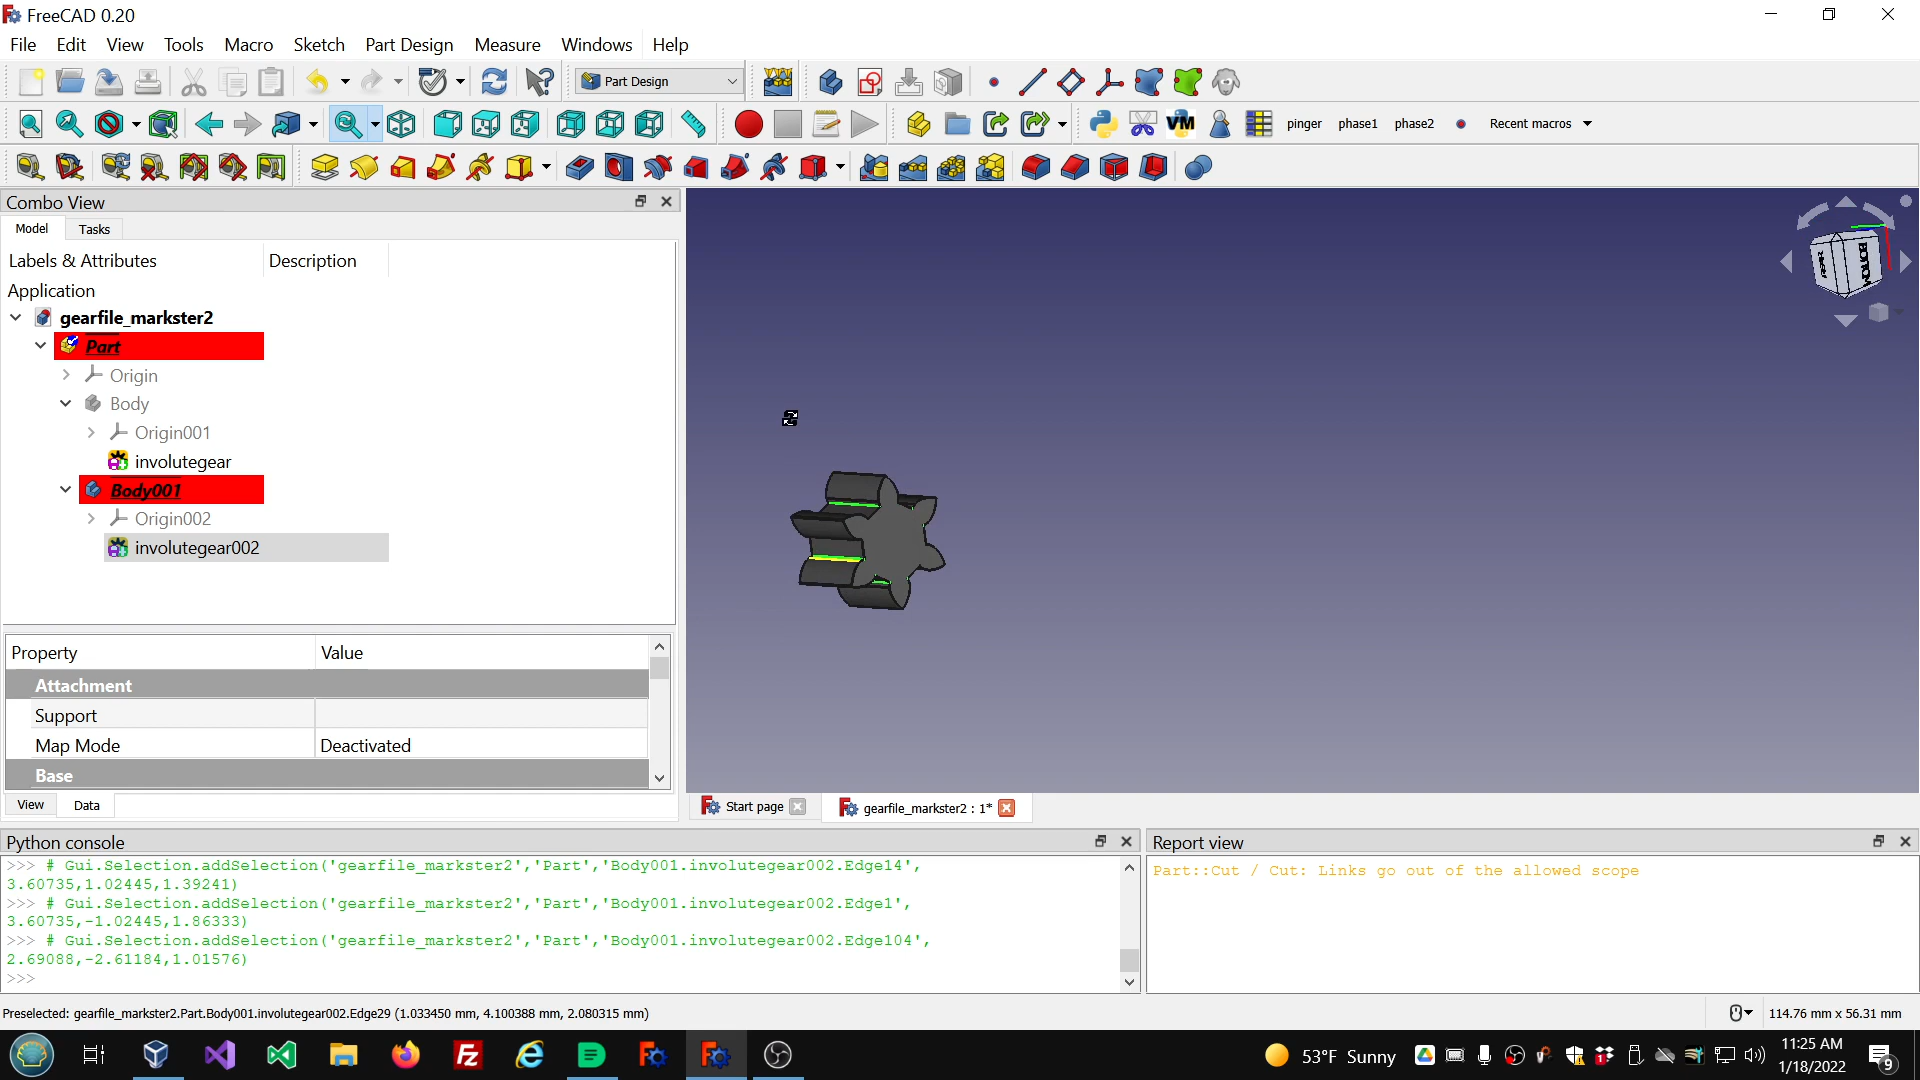 FreeCAD 0.20
File Edit View Tools Macro Sketch Part Design Measure Windows Help
Part Design
VM pinger phase1 phase2 Recent macros
Combo View
Model Tasks
Labels & Attributes Description
Application
gearfile_markster2
Part
Origin
Body
Origin001
involutegear
Body001
Origin002
involutegear002
Property Value
Attachment
Support
Map Mode Deactivated
Base
View Data
BOTTOM
Start page gearfile_markster2 : 1*
Python console
>>> # Gui.Selection.addSelection('gearfile_markster2','Part','Body001.involutegear002.Edge14',
3.60735,1.02445,1.39241)
>>> # Gui.Selection.addSelection('gearfile_markster2','Part','Body001.involutegear002.Edge1',
3.60735,-1.02445,1.86333)
>>> # Gui.Selection.addSelection('gearfile_markster2','Part','Body001.involutegear002.Edge104',
2.69088,-2.61184,1.01576)
>>>
Report view
Part::Cut / Cut: Links go out of the allowed scope
Preselected: gearfile_markster2.Part.Body001.involutegear002.Edge29 (1.033450 mm, 4.100388 mm, 2.080315 mm)
114.76 mm x 56.31 mm
Fz
53°F Sunny
11:25 AM
1/18/2022
9